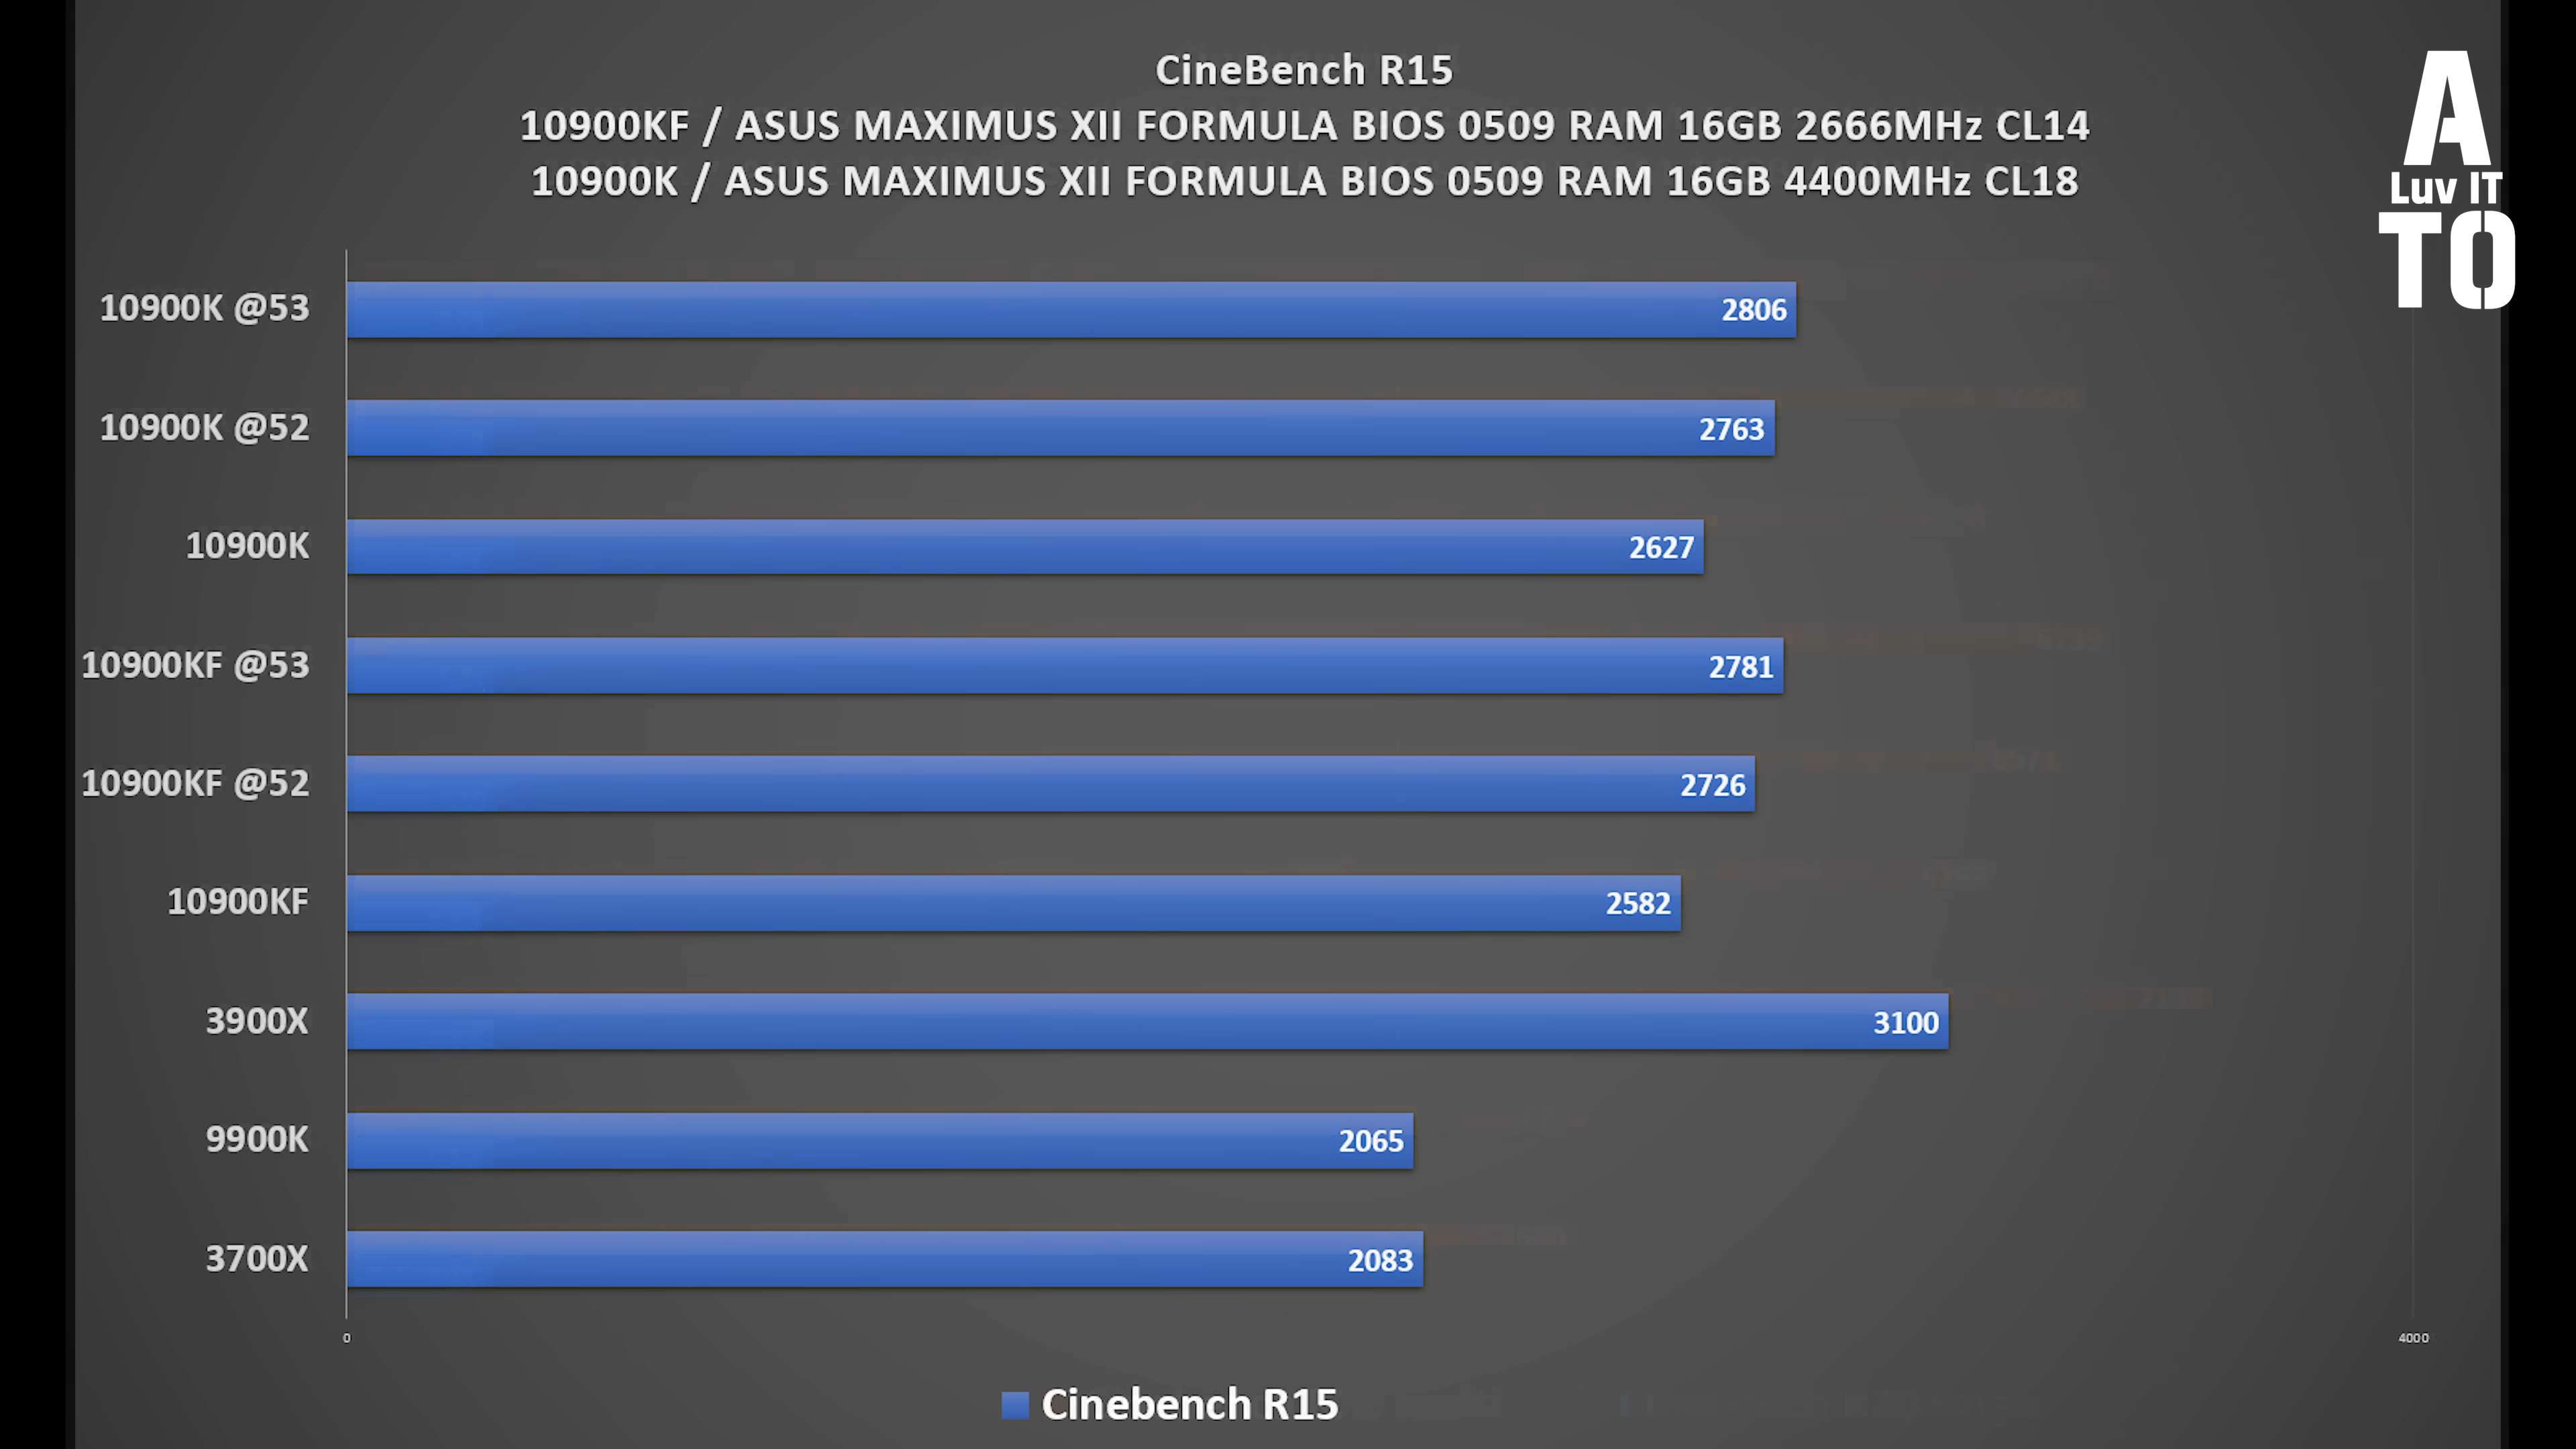 CineBench R15
10900KF / ASUS MAXIMUS XII FORMULA BIOS 0509 RAM 16GB 2666MHz CL14
10900K / ASUS MAXIMUS XII FORMULA BIOS 0509 RAM 16GB 4400MHz CL18
A
Luv IT
TO
10900K @53 2806
10900K @52 2763
10900K 2627
10900KF @53 2781
10900KF @52 2726
10900KF 2582
3900X 3100
9900K 2065
3700X 2083
0 4000
Cinebench R15